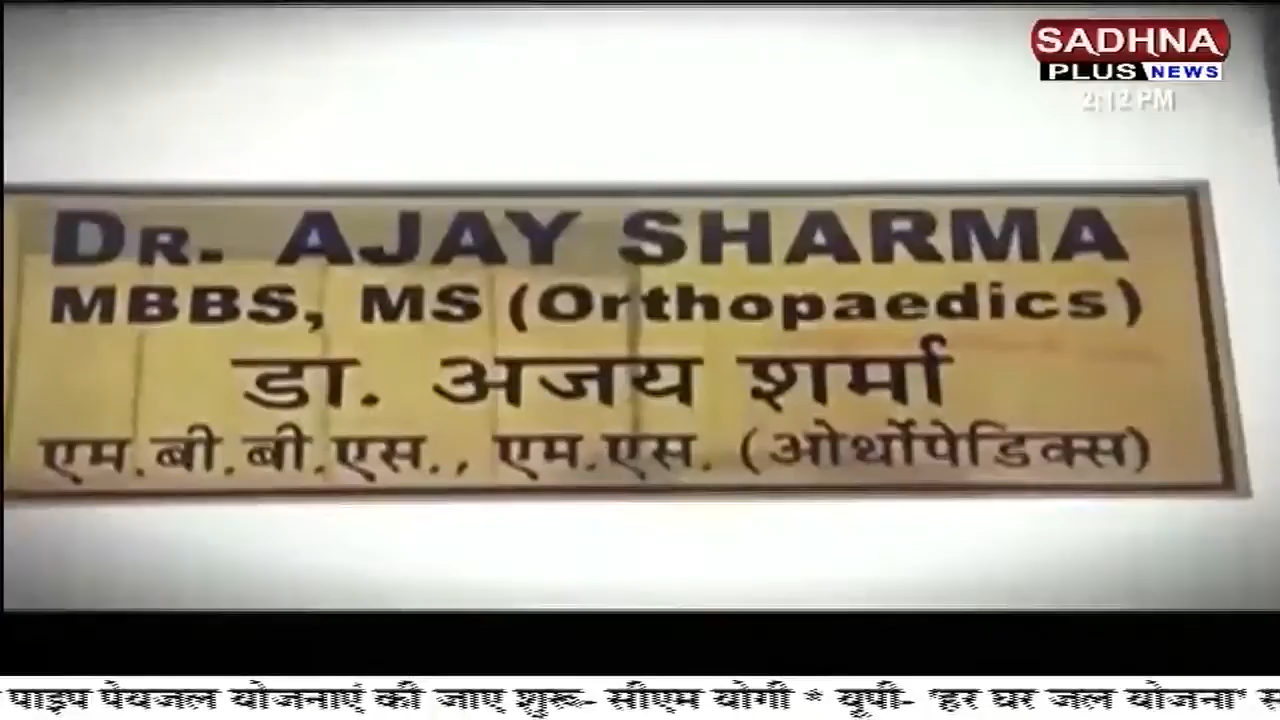 SADHNA
PLUS NEWS
2:12 PM
DR. AJAY SHARMA
MBBS, MS (Orthopaedics)
डा. अजय शर्मा
एम.बी.बी.एस., एम.एस. (ओर्थोपेडिक्स)
पाइप पेयजल योजनाएं की जाए शुरू- सीएम योगी * यूपी- 'हर घर जल योजना'